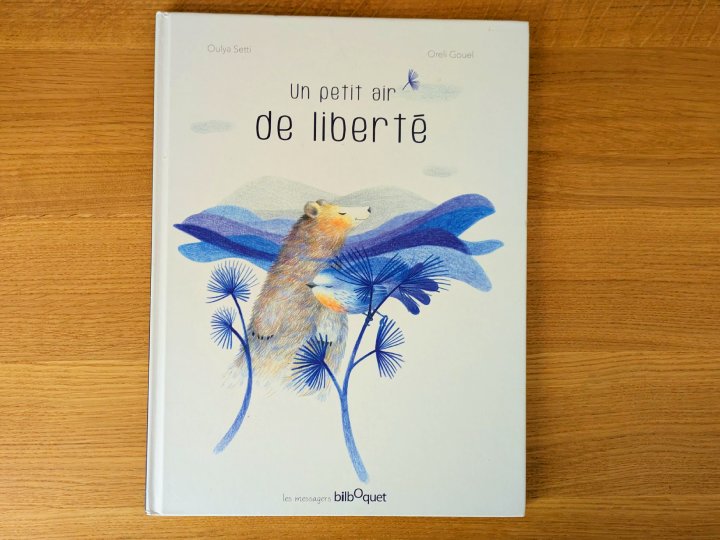 Oulya Setti
Oreli Gouel
Un petit air
de liberté
les messagers bilbOquet